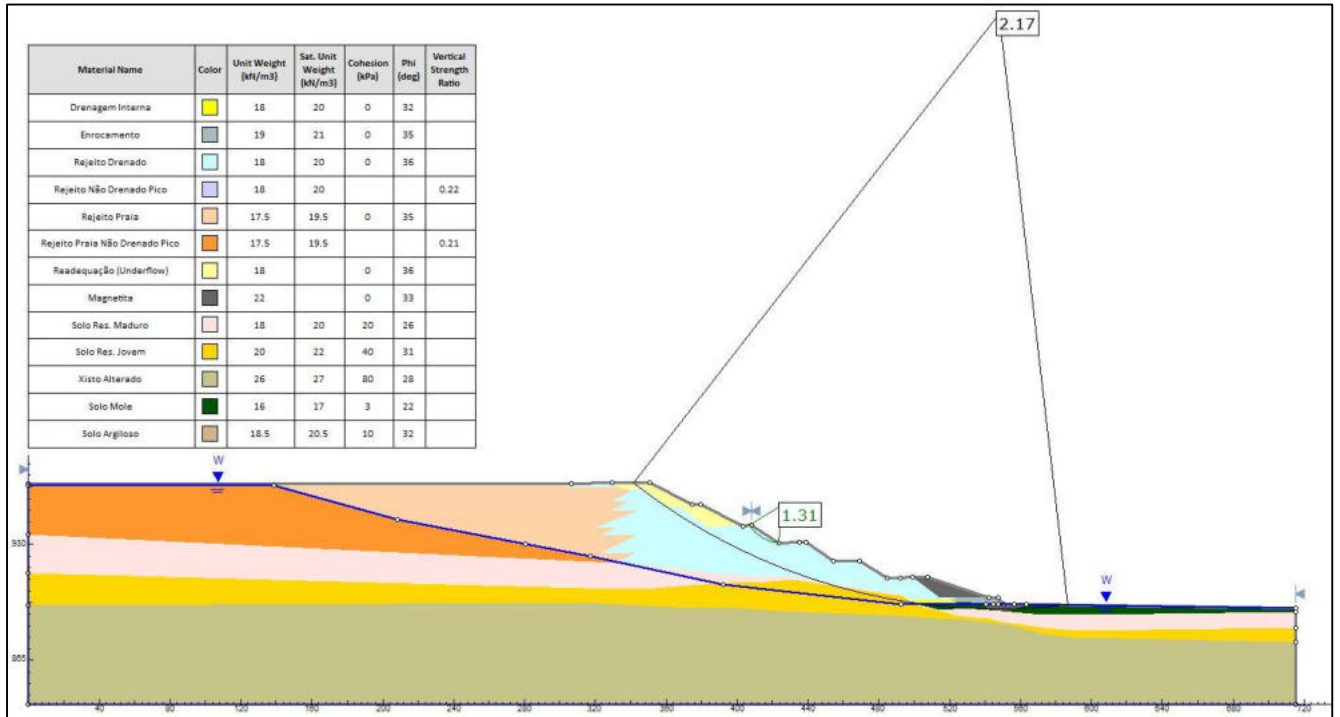 2.17
Material Name Color Unit Weight (kN/m3) Sat. Unit Weight (kN/m3) Cohesion (kPa) Phi (deg) Vertical Strength Ratio
Drenagem Interna 18 20 0 32
Enrocamento 19 21 0 35
Rejeito Drenado 18 20 0 36
Rejeito Não Drenado Pico 18 20 0.22
Rejeito Praia 17.5 19.5 0 35
Rejeito Praia Não Drenado Pico 17.5 19.5 0.21
Readequação (Underflow) 18 0 36
Magnetita 22 0 33
Solo Res. Maduro 18 20 20 26
Solo Res. Jovem 20 22 40 31
Xisto Alterado 26 27 80 28
Solo Mole 16 17 3 22
Solo Argiloso 18.5 20.5 10 32
W
1.31
930
W
855
40 80 120 160 200 240 280 320 360 400 440 480 520 560 600 640 680 720